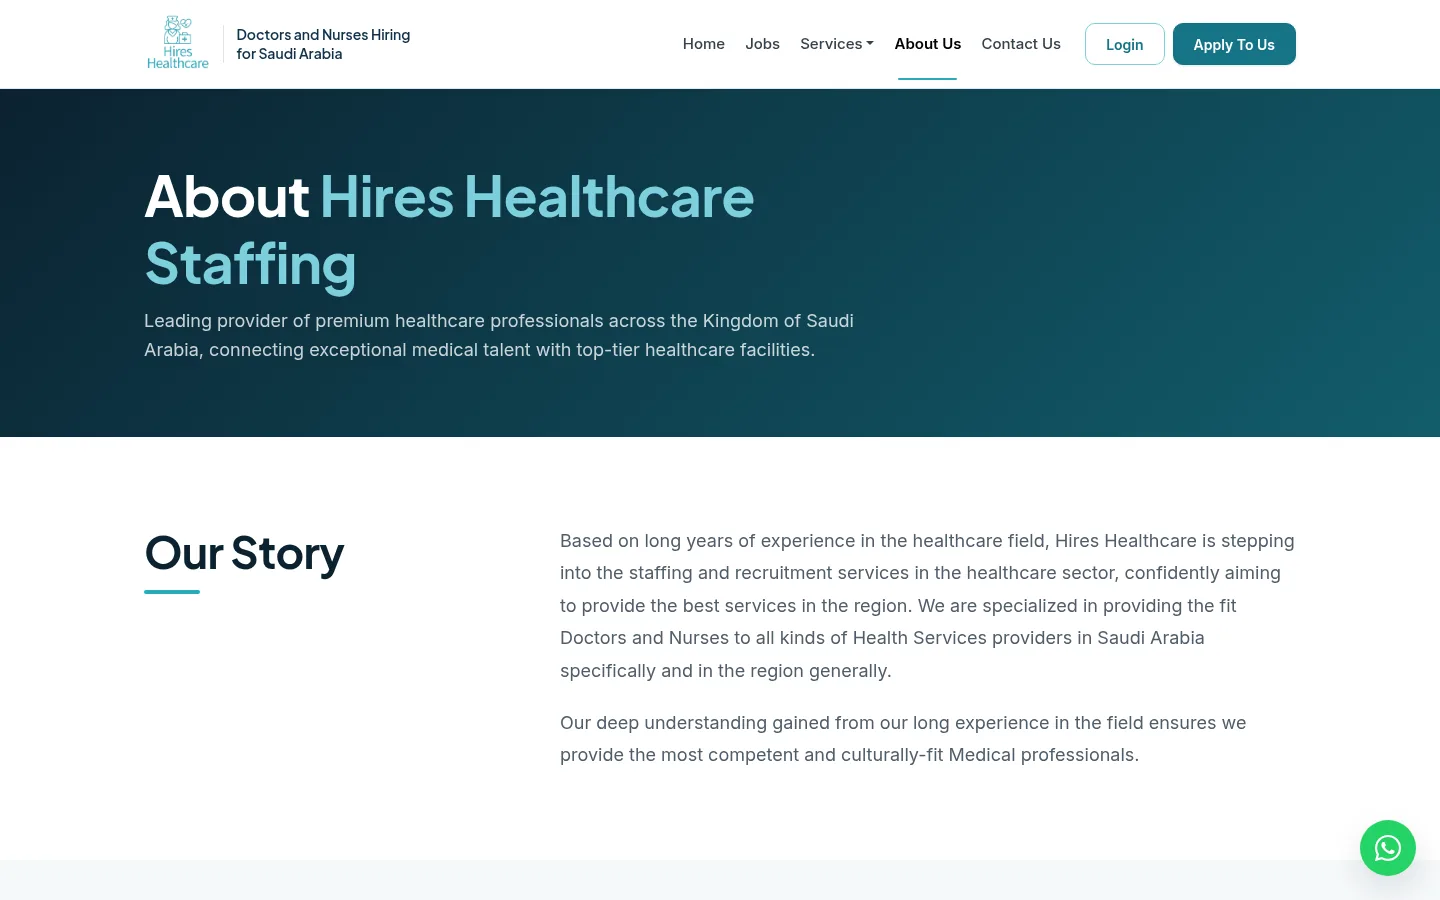 Hires
Healthcare
Doctors and Nurses Hiring
for Saudi Arabia
Home
Jobs
Services
About Us
Contact Us
Login
Apply To Us
About Hires Healthcare
Staffing
Leading provider of premium healthcare professionals across the Kingdom of Saudi
Arabia, connecting exceptional medical talent with top-tier healthcare facilities.
Our Story
Based on long years of experience in the healthcare field, Hires Healthcare is stepping
into the staffing and recruitment services in the healthcare sector, confidently aiming
to provide the best services in the region. We are specialized in providing the fit
Doctors and Nurses to all kinds of Health Services providers in Saudi Arabia
specifically and in the region generally.
Our deep understanding gained from our long experience in the field ensures we
provide the most competent and culturally-fit Medical professionals.